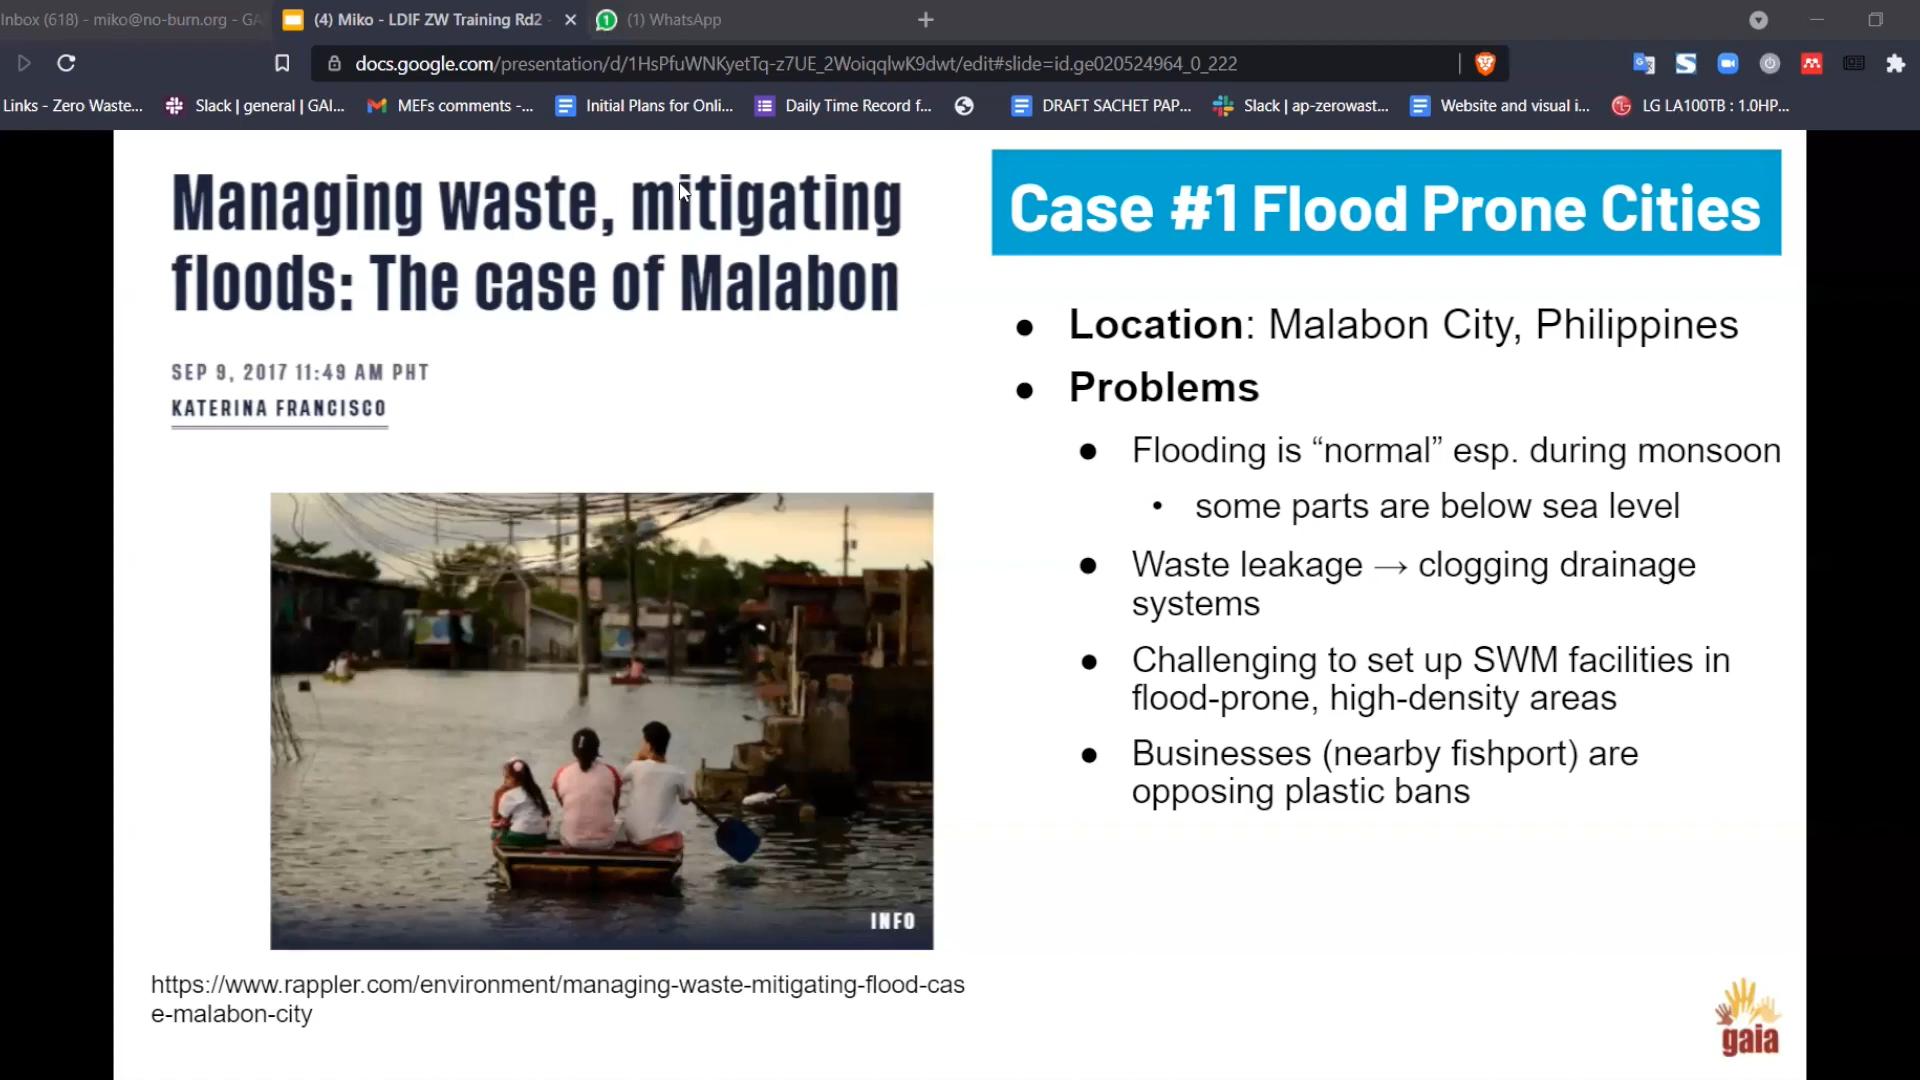 Inbox (618) - miko@no-burn.org - GA
(4) Miko - LDIF ZW Training Rd2 -
(1) WhatsApp
docs.google.com/presentation/d/1HsPfuWNKyetTq-z7UE_2WoiqqlwK9dwt/edit#slide=id.ge020524964_0_222
Links - Zero Waste...
Slack | general | GAI...
MEFs comments -...
Initial Plans for Onli...
Daily Time Record f...
DRAFT SACHET PAP...
Slack | ap-zerowast...
Website and visual i...
LG LA100TB : 1.0HP...
Managing waste, mitigating
floods: The case of Malabon
SEP 9, 2017 11:49 AM PHT
KATERINA FRANCISCO
INFO
https://www.rappler.com/environment/managing-waste-mitigating-flood-cas
e-malabon-city
Case #1 Flood Prone Cities
● Location: Malabon City, Philippines
● Problems
● Flooding is “normal” esp. during monsoon
• some parts are below sea level
● Waste leakage → clogging drainage
systems
● Challenging to set up SWM facilities in
flood-prone, high-density areas
● Businesses (nearby fishport) are
opposing plastic bans
gaia